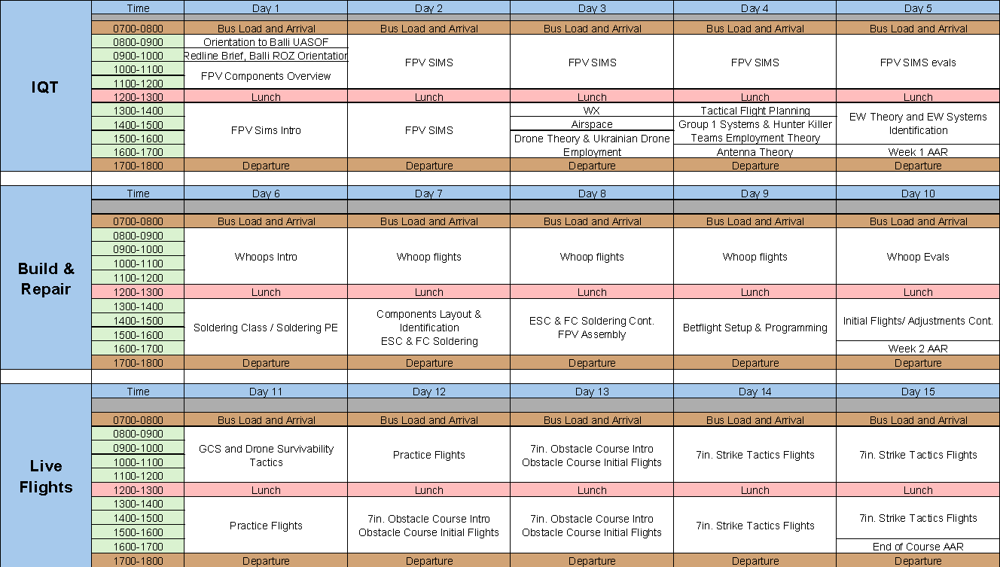 Time Day 1 Day 2 Day 3 Day 4 Day 5
IQT
0700-0800 Bus Load and Arrival Bus Load and Arrival Bus Load and Arrival Bus Load and Arrival Bus Load and Arrival
0800-0900 Orientation to Balli UASOF
0900-1000 Redline Brief, Balli ROZ Orientation
1000-1100
1100-1200
FPV Components Overview
FPV SIMS FPV SIMS FPV SIMS FPV SIMS evals
1200-1300 Lunch Lunch Lunch Lunch Lunch
1300-1400
1400-1500
1500-1600
1600-1700
FPV Sims Intro
FPV SIMS
WX
Airspace
Drone Theory & Ukrainian Drone
Employment
Tactical Flight Planning
Group 1 Systems & Hunter Killer
Teams Employment Theory
Antenna Theory
EW Theory and EW Systems
Identification
Week 1 AAR
1700-1800 Departure Departure Departure Departure Departure
Time Day 6 Day 7 Day 8 Day 9 Day 10
Build &
Repair
0700-0800 Bus Load and Arrival Bus Load and Arrival Bus Load and Arrival Bus Load and Arrival Bus Load and Arrival
0800-0900
0900-1000
1000-1100
1100-1200
Whoops Intro Whoop flights Whoop flights Whoop flights Whoop Evals
1200-1300 Lunch Lunch Lunch Lunch Lunch
1300-1400
1400-1500
1500-1600
1600-1700
Soldering Class / Soldering PE
Components Layout &
Identification
ESC & FC Soldering
ESC & FC Soldering Cont.
FPV Assembly
Betflight Setup & Programming
Initial Flights/ Adjustments Cont.
Week 2 AAR
1700-1800 Departure Departure Departure Departure Departure
Time Day 11 Day 12 Day 13 Day 14 Day 15
Live
Flights
0700-0800 Bus Load and Arrival Bus Load and Arrival Bus Load and Arrival Bus Load and Arrival Bus Load and Arrival
0800-0900
0900-1000
1000-1100
1100-1200
GCS and Drone Survivability
Tactics
Practice Flights
7in. Obstacle Course Intro
Obstacle Course Initial Flights
7in. Strike Tactics Flights
7in. Strike Tactics Flights
1200-1300 Lunch Lunch Lunch Lunch Lunch
1300-1400
1400-1500
1500-1600
1600-1700
Practice Flights
7in. Obstacle Course Intro
Obstacle Course Initial Flights
7in. Obstacle Course Intro
Obstacle Course Initial Flights
7in. Strike Tactics Flights
7in. Strike Tactics Flights
End of Course AAR
1700-1800 Departure Departure Departure Departure Departure